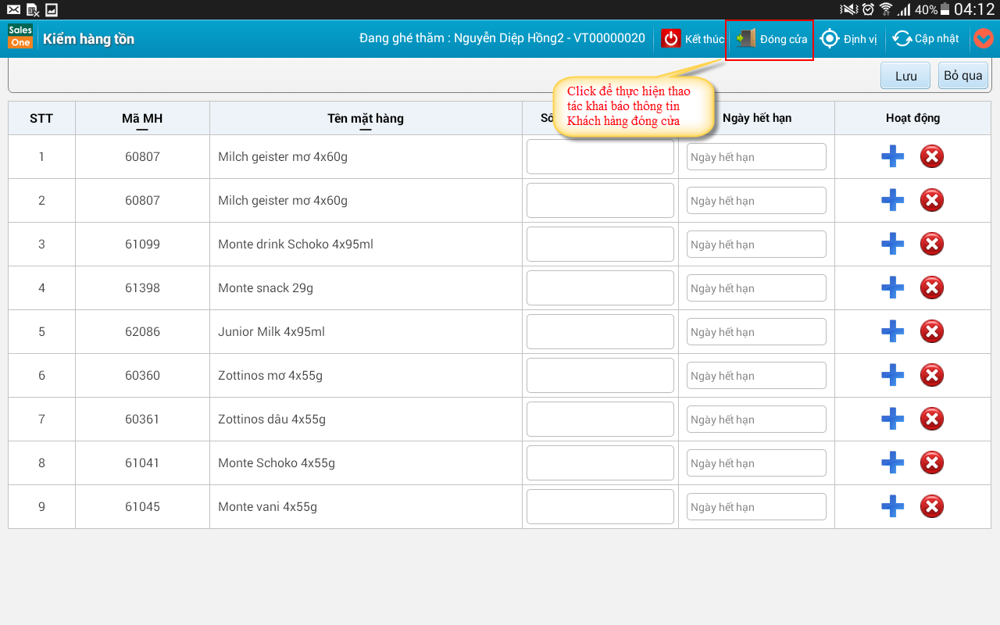 40% 04:12
Sales One Kiểm hàng tồn Đang ghé thăm : Nguyễn Diệp Hồng2 - VT00000020 Kết thúc Đóng cửa Định vị Cập nhật
Lưu Bỏ qua
Click để thực hiện thao
tác khai báo thông tin
Khách hàng đóng cửa
STT Mã MH Tên mặt hàng Ngày hết hạn Hoạt động
1 60807 Milch geister mơ 4x60g Ngày hết hạn
2 60807 Milch geister mơ 4x60g Ngày hết hạn
3 61099 Monte drink Schoko 4x95ml Ngày hết hạn
4 61398 Monte snack 29g Ngày hết hạn
5 62086 Junior Milk 4x95ml Ngày hết hạn
6 60360 Zottinos mơ 4x55g Ngày hết hạn
7 60361 Zottinos dâu 4x55g Ngày hết hạn
8 61041 Monte Schoko 4x55g Ngày hết hạn
9 61045 Monte vani 4x55g Ngày hết hạn